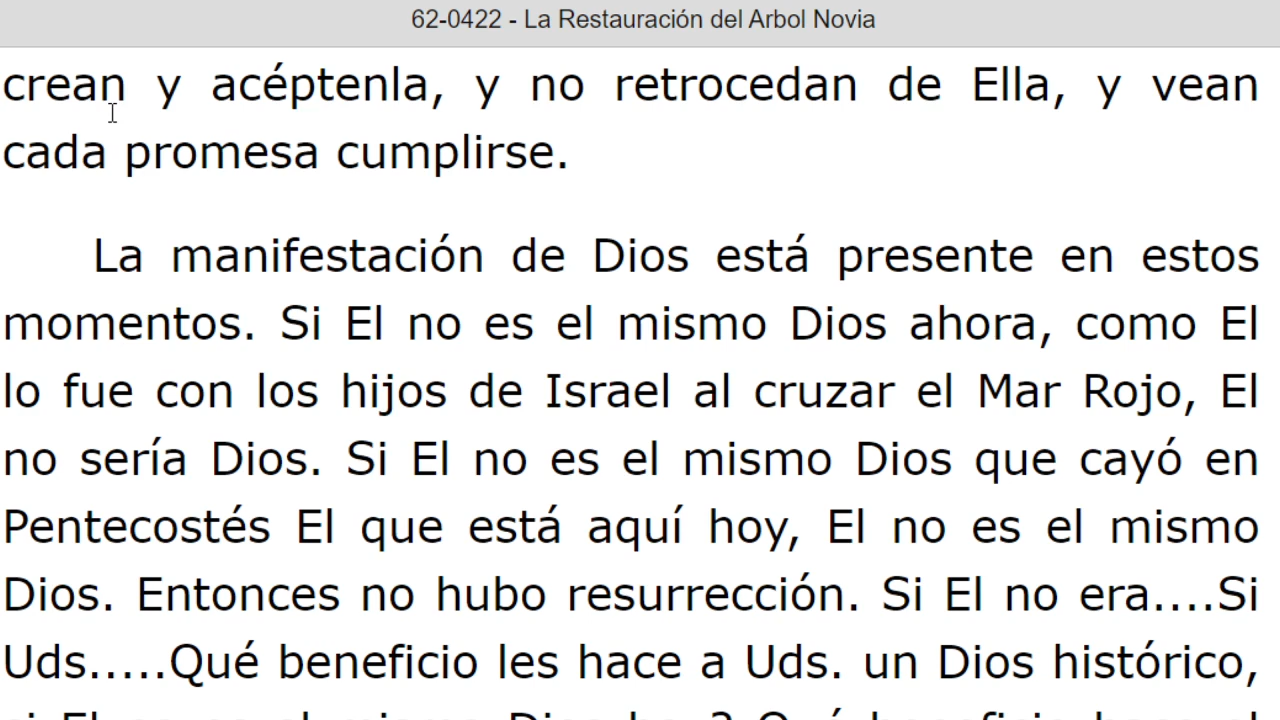 62-0422 - La Restauración del Arbol Novia
crean y acéptenla, y no retrocedan de Ella, y vean
cada promesa cumplirse.
La manifestación de Dios está presente en estos
momentos. Si El no es el mismo Dios ahora, como El
lo fue con los hijos de Israel al cruzar el Mar Rojo, El
no sería Dios. Si El no es el mismo Dios que cayó en
Pentecostés El que está aquí hoy, El no es el mismo
Dios. Entonces no hubo resurrección. Si El no era....Si
Uds.....Qué beneficio les hace a Uds. un Dios histórico,